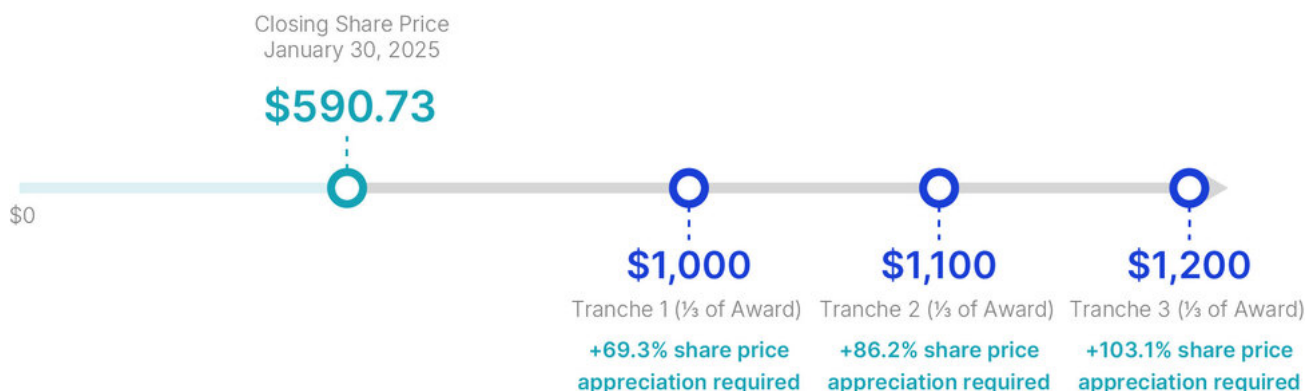 Closing Share Price
January 30, 2025
$590.73
$0
$1,000
Tranche 1 (⅓ of Award)
+69.3% share price
appreciation required
$1,100
Tranche 2 (⅓ of Award)
+86.2% share price
appreciation required
$1,200
Tranche 3 (⅓ of Award)
+103.1% share price
appreciation required